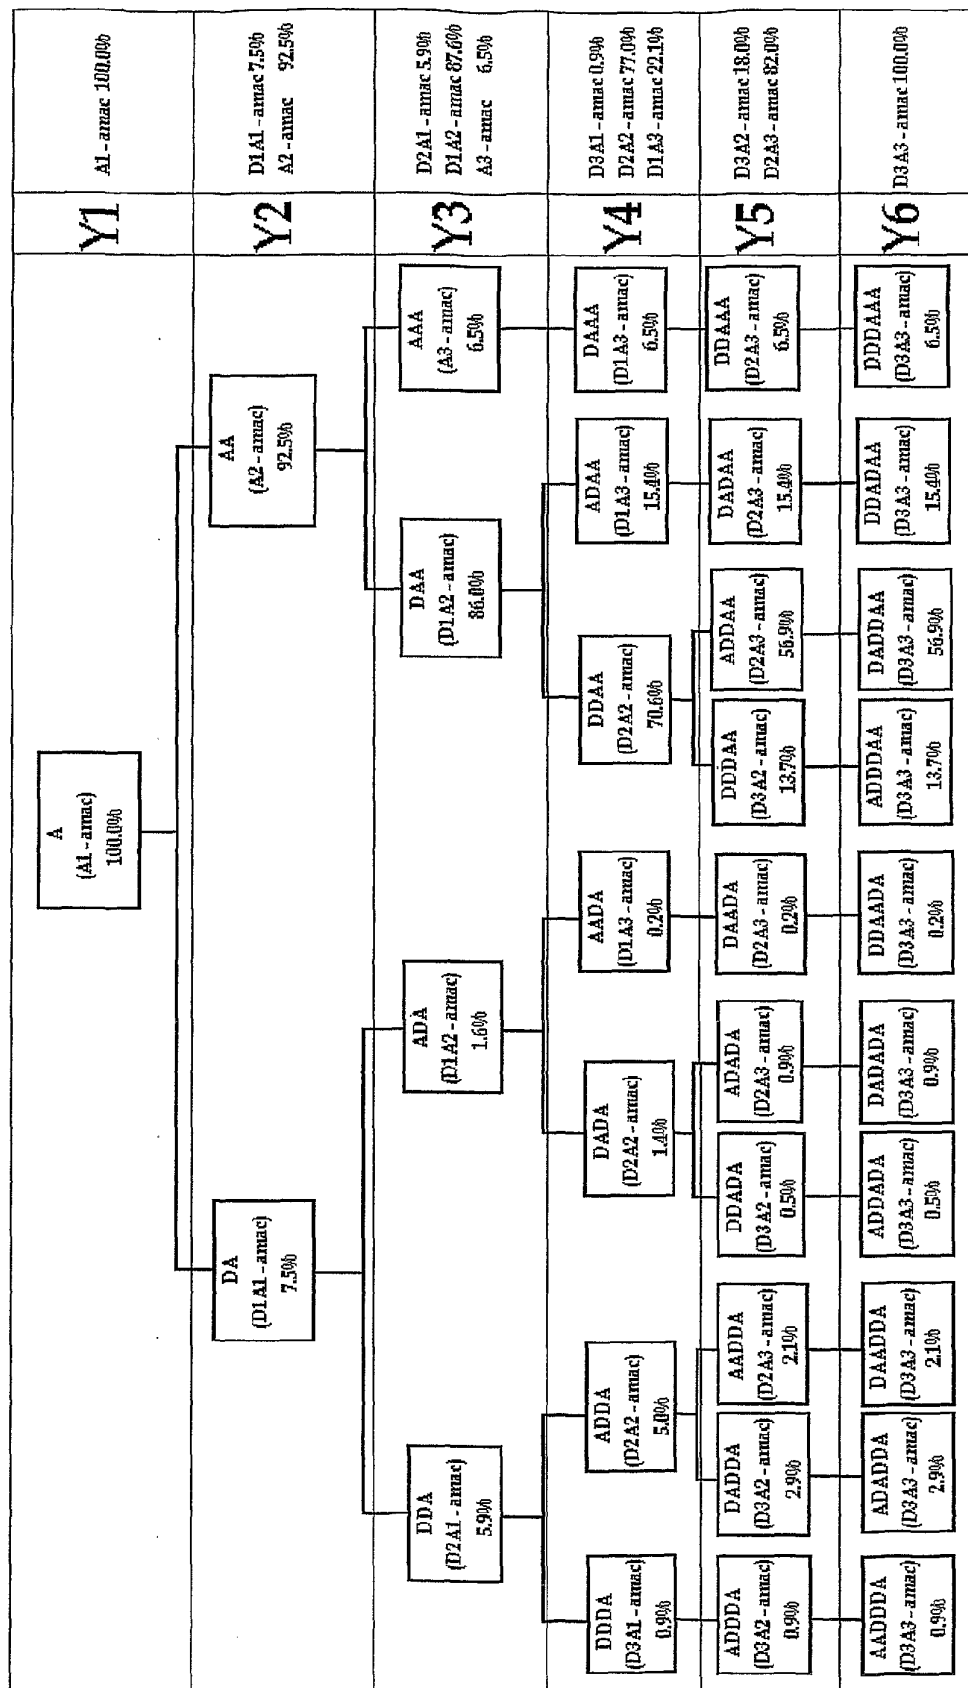 A
(A1-amac)
100.0%
Y1
A1-amac 100.0%
DA
(D1A1-amac)
7.5%
AA
(A2-amac)
92.5%
Y2
D1A1-amac 7.5%
A2-amac 92.5%
DDA
(D2A1-amac)
5.9%
ADA
(D1A2-amac)
1.6%
DAA
(D1A2-amac)
86.0%
AAA
(A3-amac)
6.5%
Y3
D2A1-amac 5.9%
D1A2-amac 87.6%
A3-amac 6.5%
DDDA
(D3A1-amac)
0.9%
ADDA
(D2A2-amac)
5.0%
DADA
(D2A2-amac)
1.4%
AADA
(D1A3-amac)
0.2%
DDAA
(D2A2-amac)
70.6%
ADAA
(D1A3-amac)
15.4%
DAAA
(D1A3-amac)
6.5%
Y4
D3A1-amac 0.9%
D2A2-amac 77.0%
D1A3-amac 22.1%
ADDDA
(D3A2-amac)
0.9%
DADDA
(D3A2-amac)
2.9%
AADDA
(D2A3-amac)
2.1%
DDADA
(D3A2-amac)
0.5%
ADADA
(D2A3-amac)
0.9%
DAADA
(D2A3-amac)
0.2%
DDDAA
(D3A2-amac)
13.7%
ADDAA
(D2A3-amac)
56.9%
DADAA
(D2A3-amac)
15.4%
DDAAA
(D2A3-amac)
6.5%
Y5
D3A2-amac 18.0%
D2A3-amac 82.0%
AADDDA
(D3A3-amac)
0.9%
ADADDA
(D3A3-amac)
2.9%
DAADDA
(D3A3-amac)
2.1%
ADDADA
(D3A3-amac)
0.5%
DADADA
(D3A3-amac)
0.9%
DDAADA
(D3A3-amac)
0.2%
ADDDAA
(D3A3-amac)
13.7%
DADDAA
(D3A3-amac)
56.9%
DDADAA
(D3A3-amac)
15.4%
DDDAAA
(D3A3-amac)
6.5%
Y6
D3A3-amac 100.0%